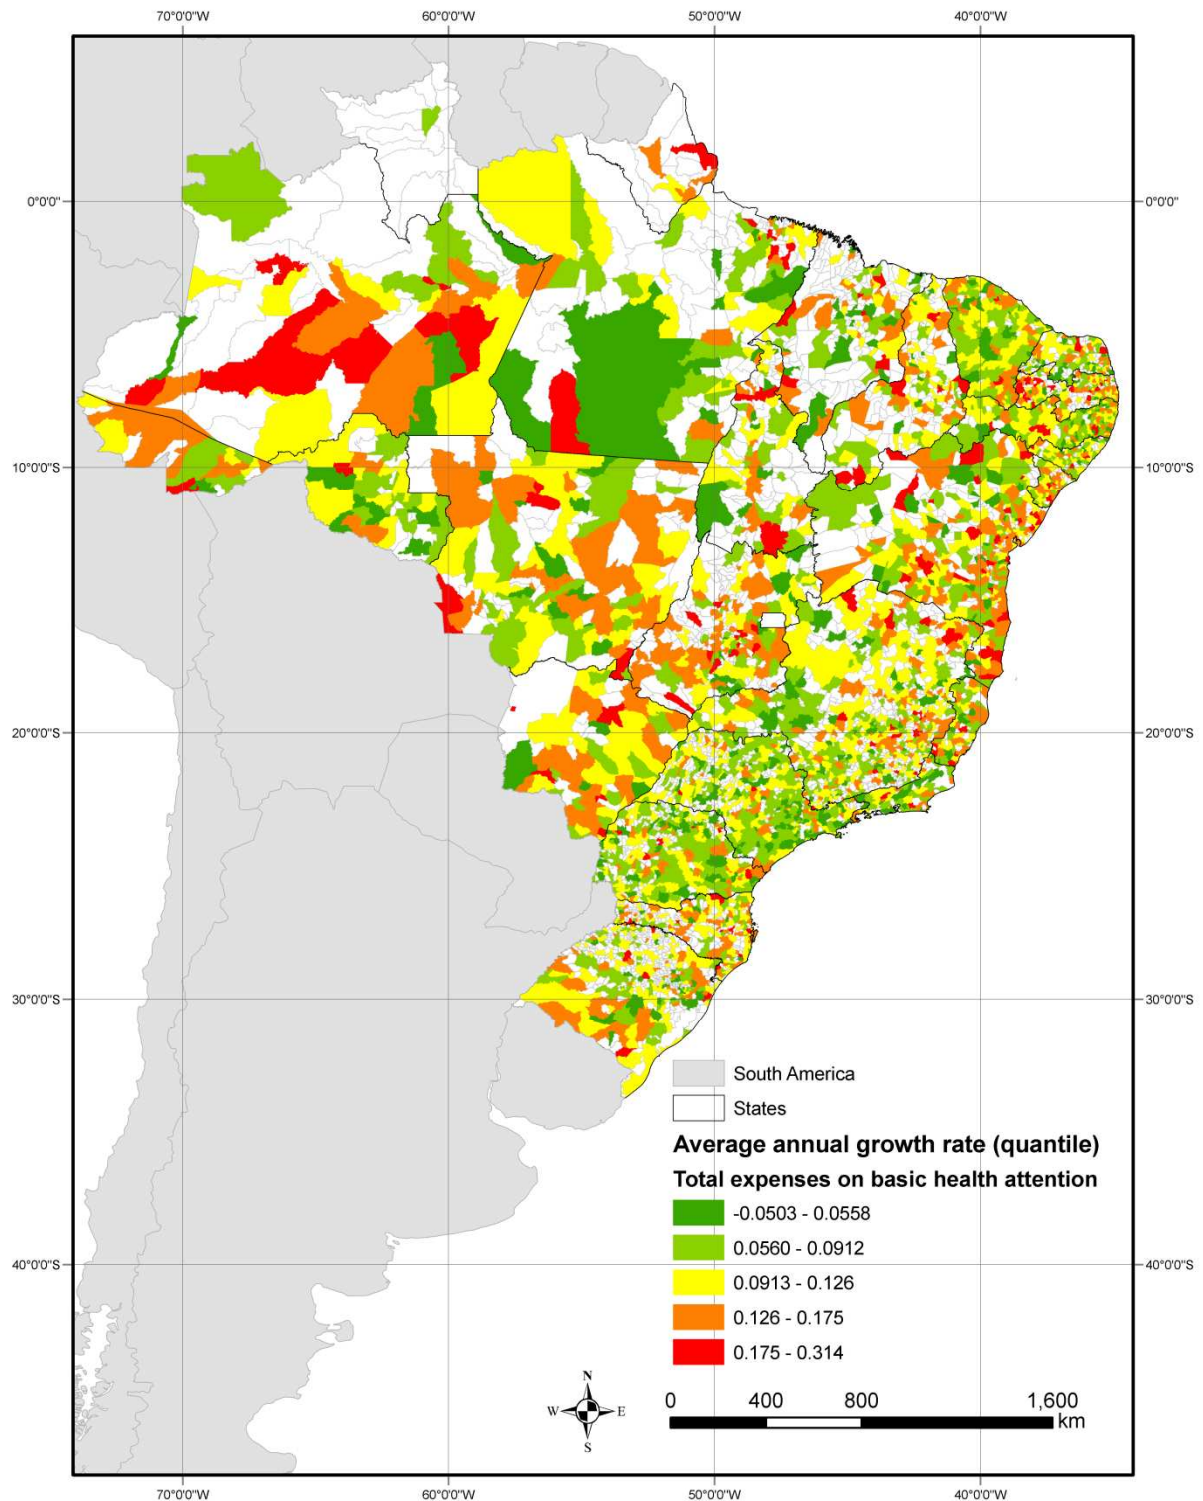 70°0'0"W 60°0'0"W 50°0'0"W 40°0'0"W
0°0'0" 0°0'0"
10°0'0"S 10°0'0"S
20°0'0"S 20°0'0"S
30°0'0"S 30°0'0"S
South America
States
Average annual growth rate (quantile)
Total expenses on basic health attention
-0.0503 - 0.0558
0.0560 - 0.0912
40°0'0"S 40°0'0"S
0.0913 - 0.126
0.126 - 0.175
0.175 - 0.314
N
W E
S
0 400 800 1,600
km
70°0'0"W 60°0'0"W 50°0'0"W 40°0'0"W